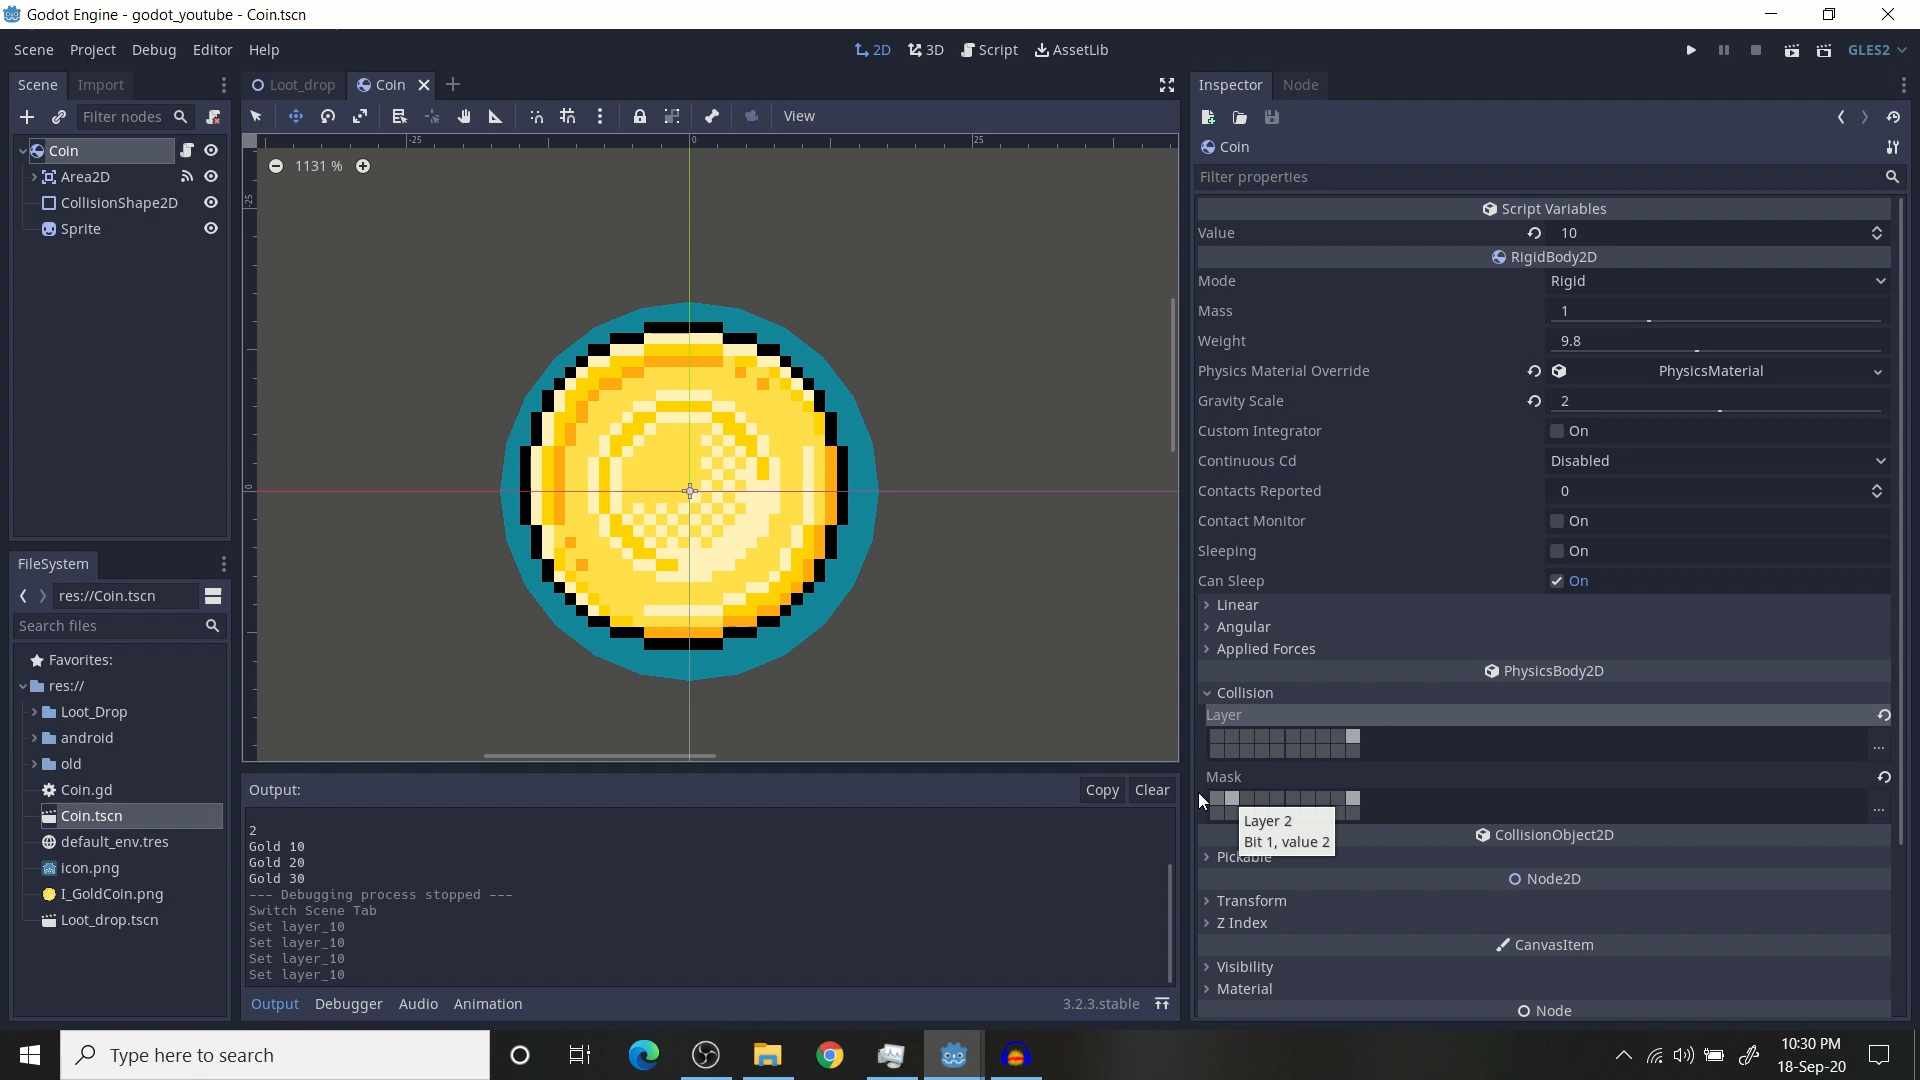 Godot Engine - godot_youtube - Coin.tscn
Scene Project Debug Editor Help
2D 3D Script AssetLib
GLES2
Scene Import
Loot_drop Coin
Inspector Node
Filter nodes
View
Coin
Area2D
CollisionShape2D
Sprite
-25 0 25
1131 %
-25
0
FileSystem
res://Coin.tscn
Search files
Favorites:
res://
Loot_Drop
android
old
Coin.gd
Coin.tscn
default_env.tres
icon.png
I_GoldCoin.png
Loot_drop.tscn
Output: Copy Clear
2
Gold 10
Gold 20
Gold 30
--- Debugging process stopped ---
Switch Scene Tab
Set layer_10
Set layer_10
Set layer_10
Set layer_10
Output Debugger Audio Animation 3.2.3.stable
Coin
Filter properties
Script Variables
Value 10
RigidBody2D
Mode Rigid
Mass 1
Weight 9.8
Physics Material Override PhysicsMaterial
Gravity Scale 2
Custom Integrator On
Continuous Cd Disabled
Contacts Reported 0
Contact Monitor On
Sleeping On
Can Sleep On
Linear
Angular
Applied Forces
PhysicsBody2D
Collision
Layer
...
Mask
...
Layer 2
Bit 1, value 2
CollisionObject2D
Pickable
Node2D
Transform
Z Index
CanvasItem
Visibility
Material
Node
Type here to search
10:30 PM
18-Sep-20